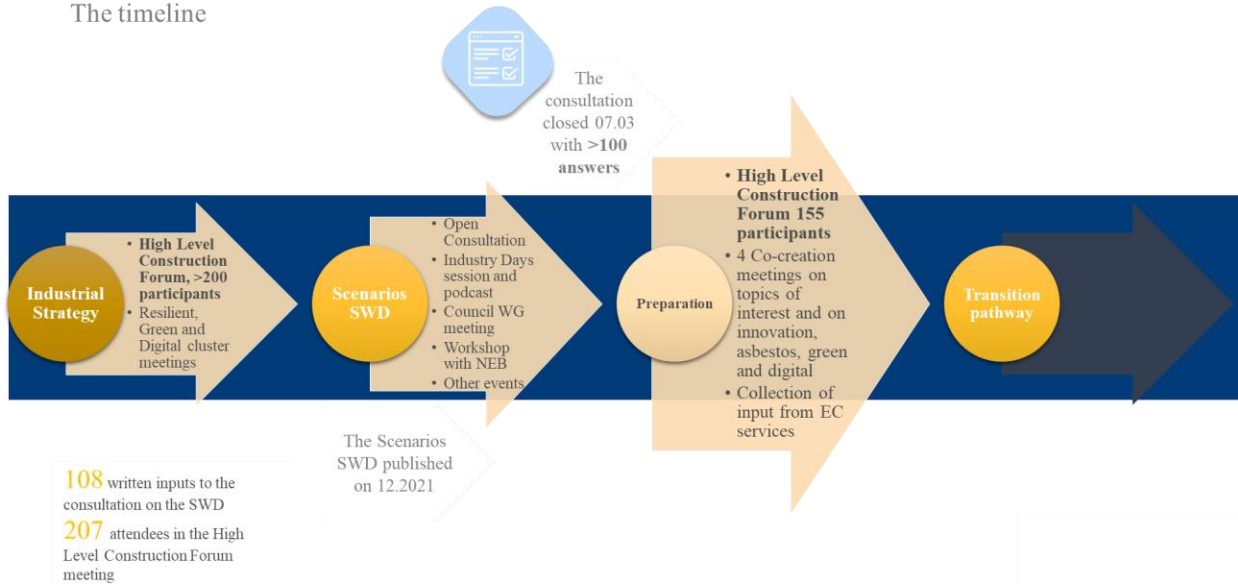 The timeline
The
consultation
closed 07.03
with >100
answers
Industrial
Strategy
• High Level
Construction
Forum, >200
participants
• Resilient,
Green and
Digital cluster
meetings
Scenarios
SWD
• Open
Consultation
• Industry Days
session and
podcast
• Council WG
meeting
• Workshop
with NEB
• Other events
Preparation
• High Level
Construction
Forum 155
participants
• 4 Co-creation
meetings on
topics of
interest and on
innovation,
asbestos, green
and digital
• Collection of
input from EC
services
Transition
pathway
The Scenarios
SWD published
on 12.2021
108 written inputs to the
consultation on the SWD
207 attendees in the High
Level Construction Forum
meeting